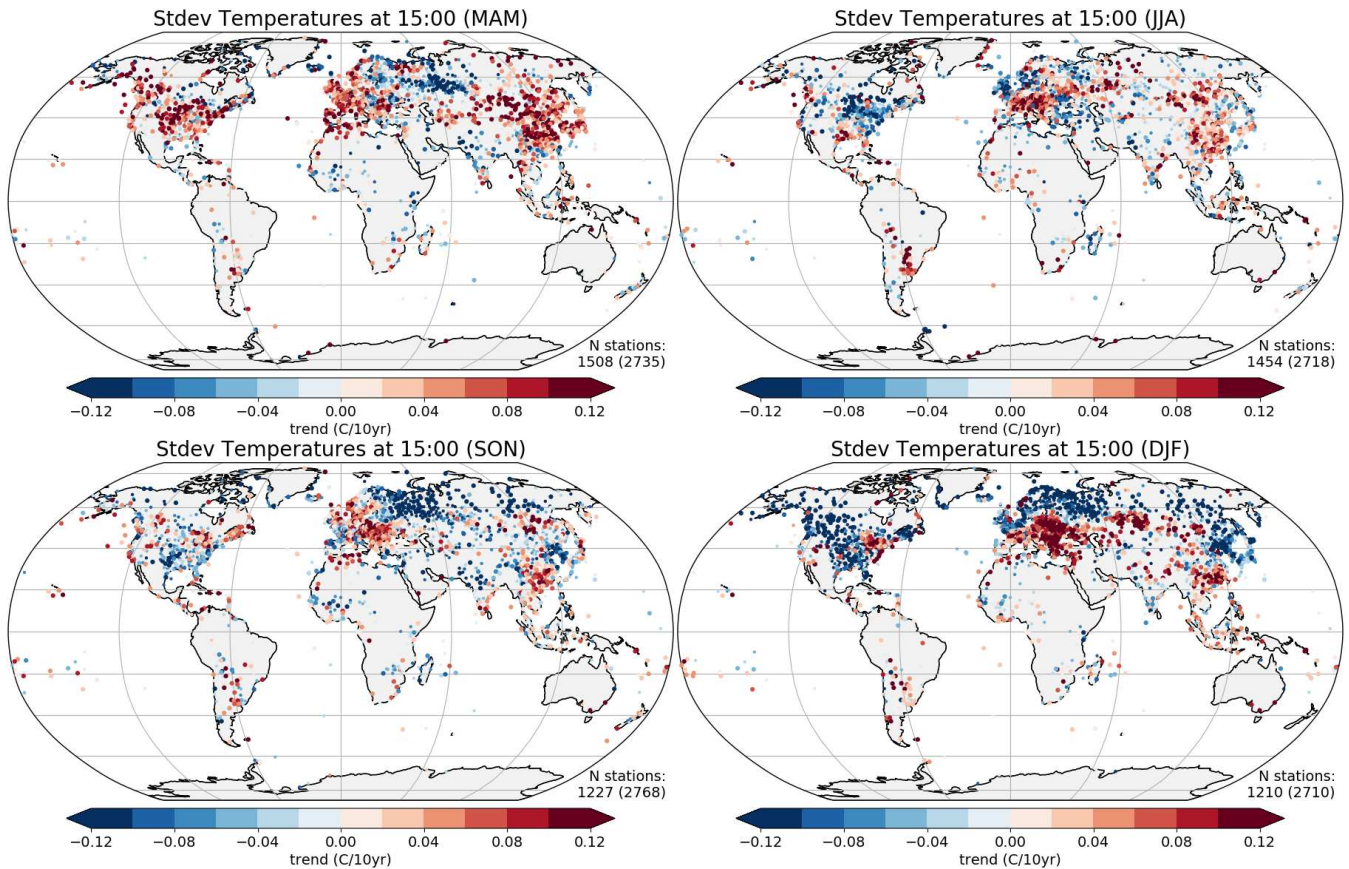 Stdev Temperatures at 15:00 (MAM)
N stations:
1508 (2735)
−0.12 −0.08 −0.04 0.00 0.04 0.08 0.12
trend (C/10yr)
Stdev Temperatures at 15:00 (JJA)
N stations:
1454 (2718)
−0.12 −0.08 −0.04 0.00 0.04 0.08 0.12
trend (C/10yr)
Stdev Temperatures at 15:00 (SON)
N stations:
1227 (2768)
−0.12 −0.08 −0.04 0.00 0.04 0.08 0.12
trend (C/10yr)
Stdev Temperatures at 15:00 (DJF)
N stations:
1210 (2710)
−0.12 −0.08 −0.04 0.00 0.04 0.08 0.12
trend (C/10yr)